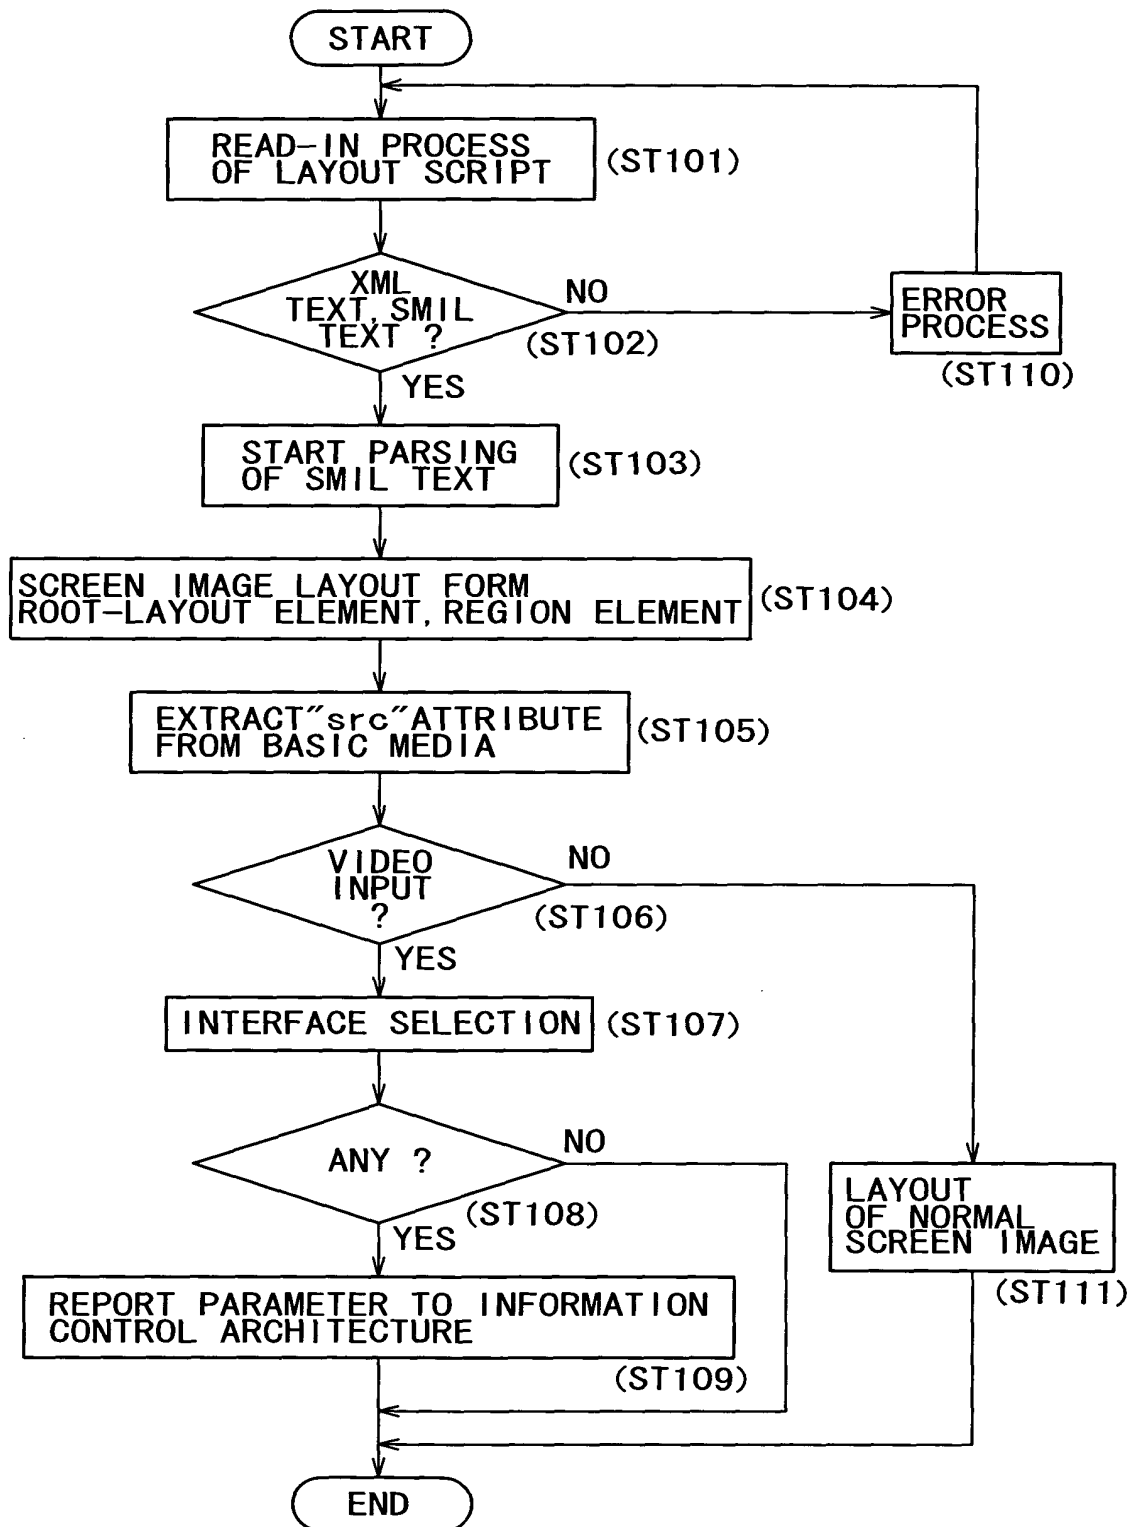 START
READ-IN PROCESS
OF LAYOUT SCRIPT
(ST101)
XML
TEXT, SMIL
TEXT ?
NO
(ST102)
ERROR
PROCESS
(ST110)
YES
START PARSING
OF SMIL TEXT
(ST103)
SCREEN IMAGE LAYOUT FORM
ROOT-LAYOUT ELEMENT, REGION ELEMENT
(ST104)
EXTRACT"src"ATTRIBUTE
FROM BASIC MEDIA
(ST105)
VIDEO
INPUT
?
NO
(ST106)
YES
INTERFACE SELECTION
(ST107)
ANY ?
NO
(ST108)
YES
LAYOUT
OF NORMAL
SCREEN IMAGE
(ST111)
REPORT PARAMETER TO INFORMATION
CONTROL ARCHITECTURE
(ST109)
END